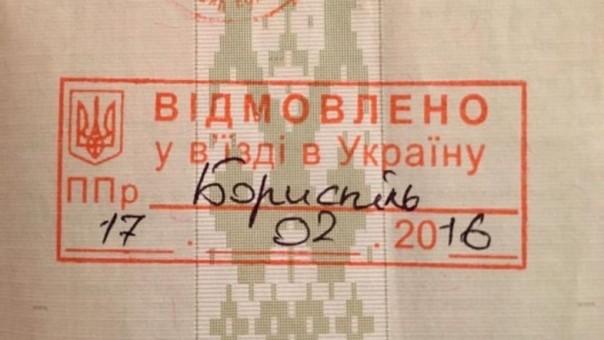 ВІДМОВЛЕНО
у в'їзді в Україну
ППр Бориспіль
17 . 02 . 2016